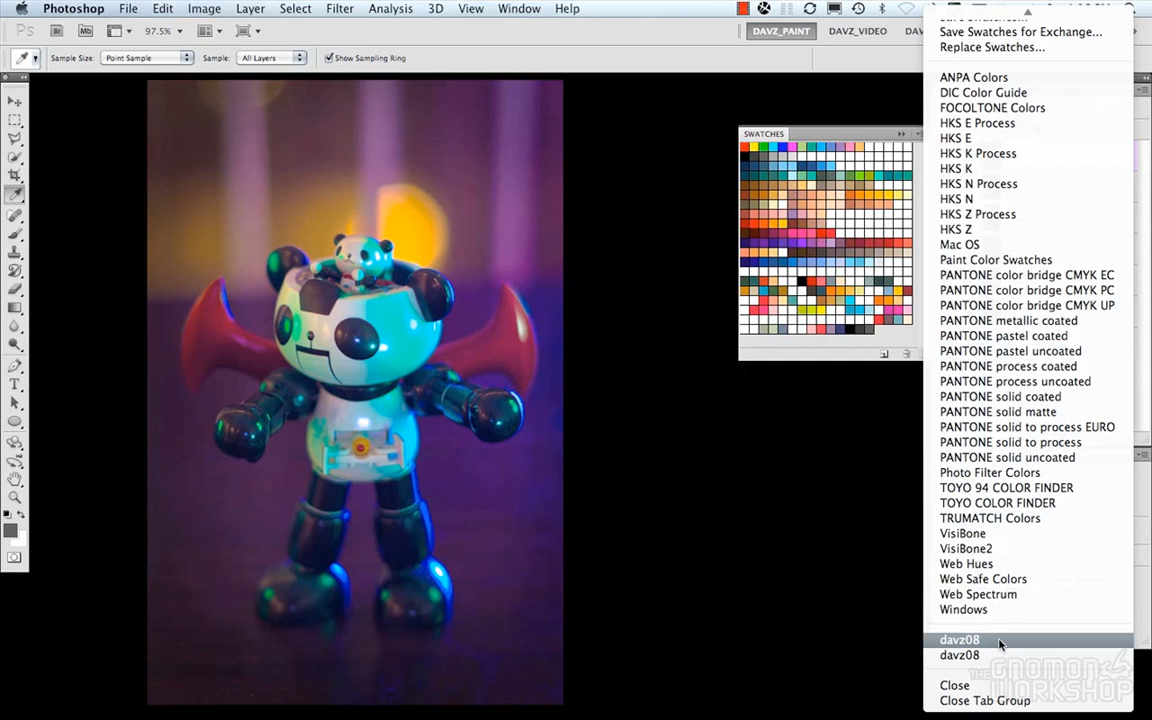 Photoshop File Edit Image Layer Select Filter Analysis 3D View Window Help
Ps Br Mb 97.5% DAVZ_PAINT DAVZ_VIDEO
Sample Size: Point Sample Sample: All Layers Show Sampling Ring
SWATCHES
Save Swatches for Exchange...
Replace Swatches...
ANPA Colors
DIC Color Guide
FOCOLTONE Colors
HKS E Process
HKS E
HKS K Process
HKS K
HKS N Process
HKS N
HKS Z Process
HKS Z
Mac OS
Paint Color Swatches
PANTONE color bridge CMYK EC
PANTONE color bridge CMYK PC
PANTONE color bridge CMYK UP
PANTONE metallic coated
PANTONE pastel coated
PANTONE pastel uncoated
PANTONE process coated
PANTONE process uncoated
PANTONE solid coated
PANTONE solid matte
PANTONE solid to process EURO
PANTONE solid to process
PANTONE solid uncoated
Photo Filter Colors
TOYO 94 COLOR FINDER
TOYO COLOR FINDER
TRUMATCH Colors
VisiBone
VisiBone2
Web Hues
Web Safe Colors
Web Spectrum
Windows
davz08
davz08
Close
Close Tab Group
THE GNOMON
WORKSHOP